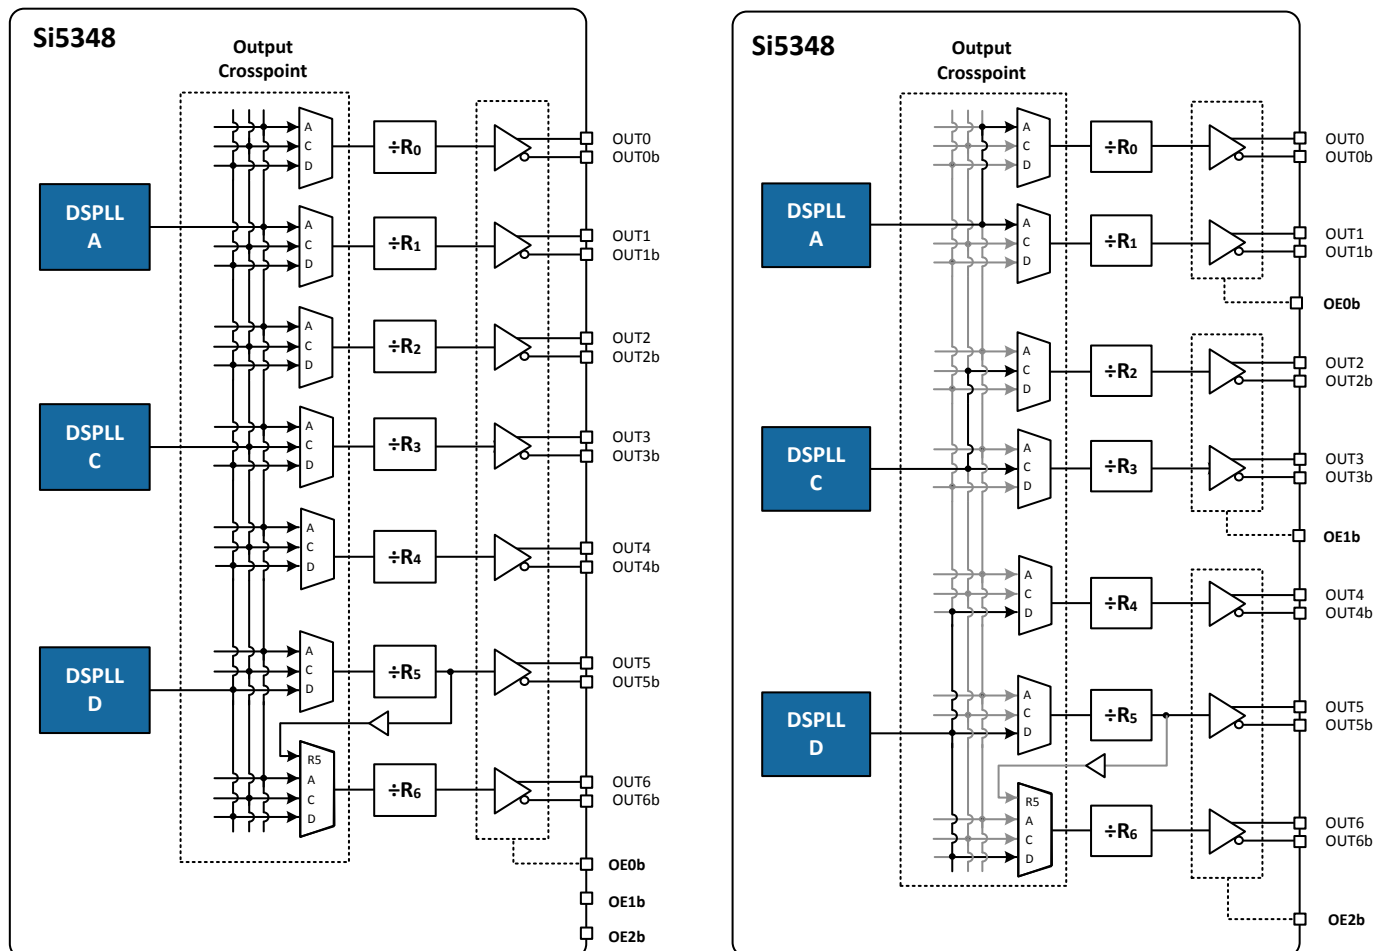 Si5348
Output
Crosspoint
A
C
D
÷R0
OUT0
OUT0b
DSPLL
A
A
C
D
÷R1
OUT1
OUT1b
A
C
D
÷R2
OUT2
OUT2b
DSPLL
C
A
C
D
÷R3
OUT3
OUT3b
A
C
D
÷R4
OUT4
OUT4b
DSPLL
D
A
C
D
÷R5
OUT5
OUT5b
R5
A
C
D
÷R6
OUT6
OUT6b
OE0b
OE1b
OE2b
Si5348
Output
Crosspoint
A
C
D
÷R0
OUT0
OUT0b
DSPLL
A
A
C
D
÷R1
OUT1
OUT1b
OE0b
A
C
D
÷R2
OUT2
OUT2b
DSPLL
C
A
C
D
÷R3
OUT3
OUT3b
OE1b
A
C
D
÷R4
OUT4
OUT4b
DSPLL
D
A
C
D
÷R5
OUT5
OUT5b
R5
A
C
D
÷R6
OUT6
OUT6b
OE2b